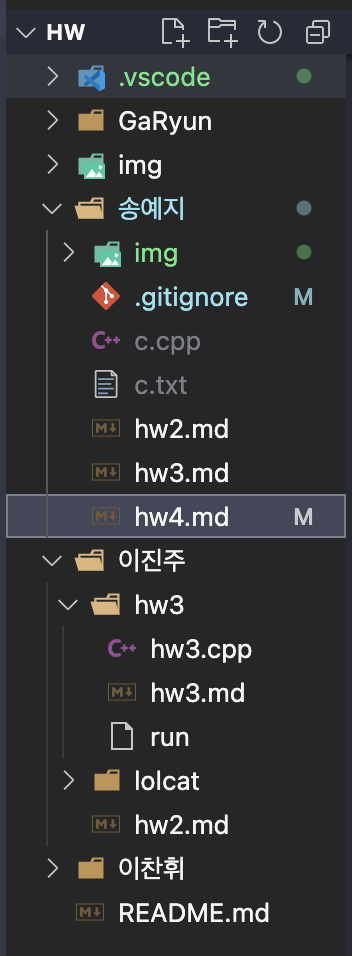 HW
.vscode
GaRyun
img
송예지
img
.gitignore M
c.cpp
c.txt
hw2.md
hw3.md
hw4.md M
이진주
hw3
hw3.cpp
hw3.md
run
lolcat
hw2.md
이찬휘
README.md